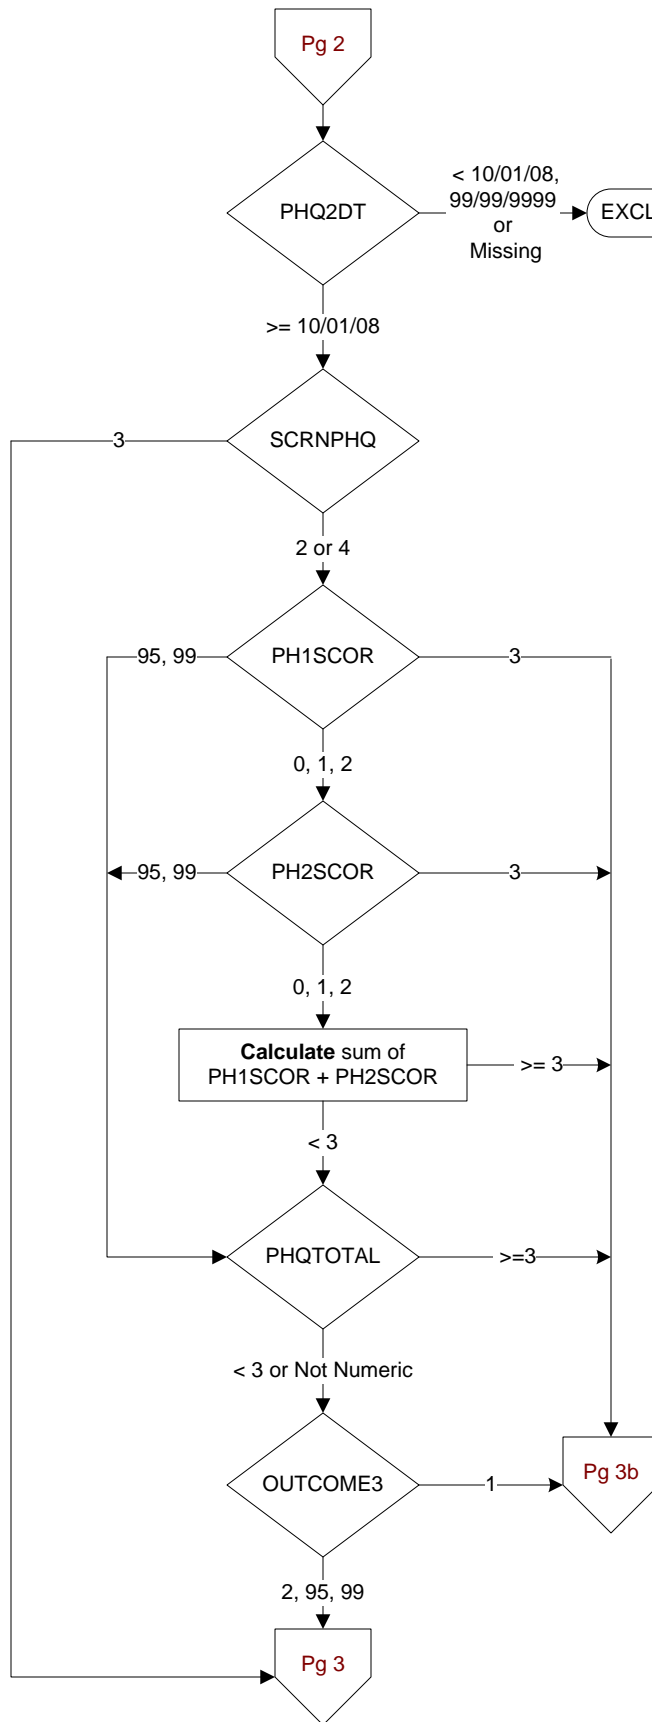 Pg 2
PHQ2DT
< 10/01/08,
99/99/9999
or
Missing
EXCL
>= 10/01/08
SCRNPHQ
3
2 or 4
PH1SCOR
95, 99
3
0, 1, 2
PH2SCOR
95, 99
3
0, 1, 2
Calculate sum of
PH1SCOR + PH2SCOR
>= 3
< 3
PHQTOTAL
>=3
< 3 or Not Numeric
OUTCOME3
1
Pg 3b
2, 95, 99
Pg 3